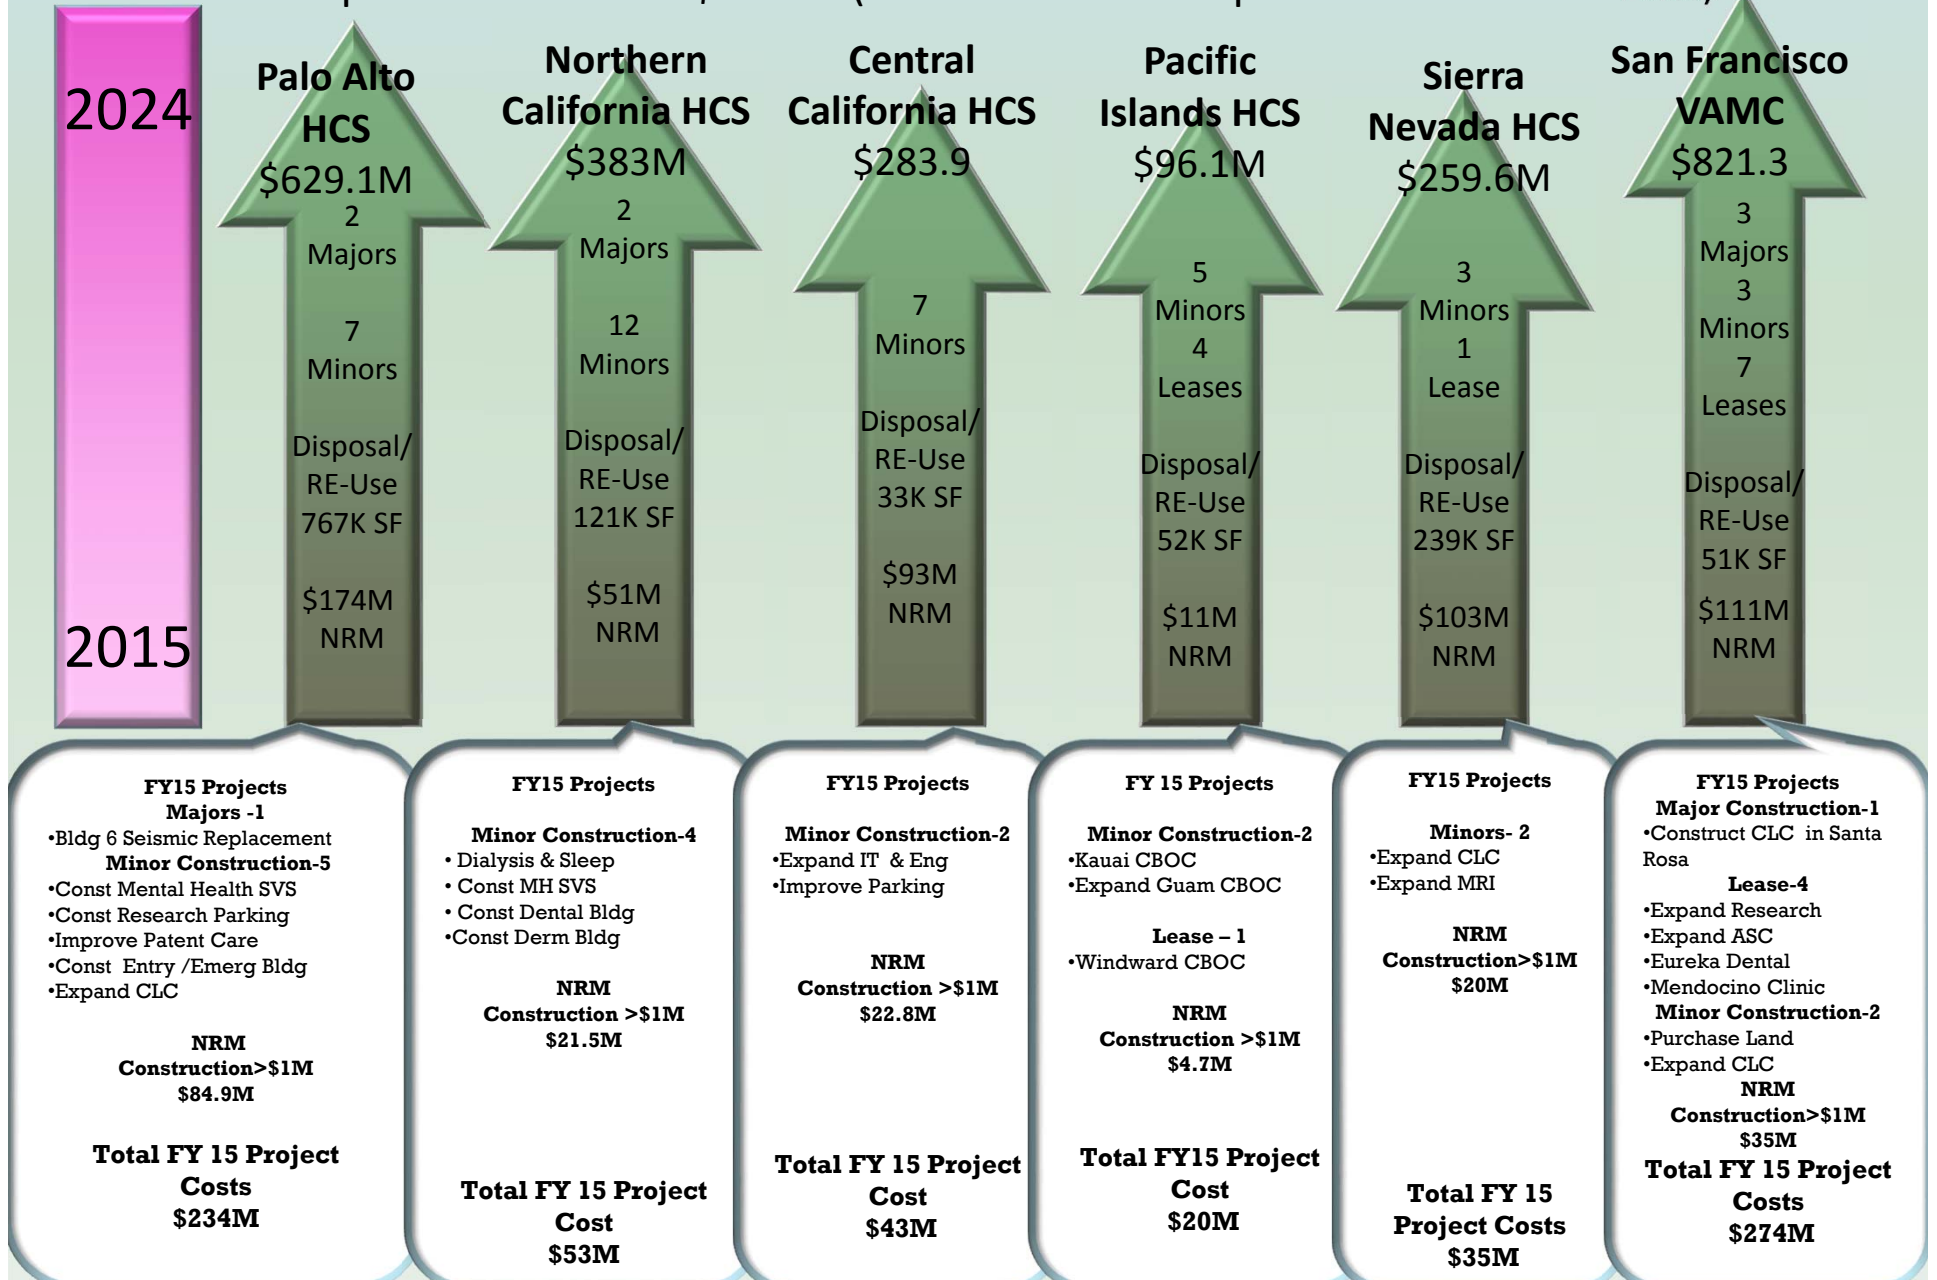 2024
2015
Palo Alto
HCS
$629.1M
2
Majors
7
Minors
Disposal/
RE-Use
767K SF
$174M
NRM
Northern
California HCS
$383M
2
Majors
12
Minors
Disposal/
RE-Use
121K SF
$51M
NRM
Central
California HCS
$283.9
7
Minors
Disposal/
RE-Use
33K SF
$93M
NRM
Pacific
Islands HCS
$96.1M
5
Minors
4
Leases
Disposal/
RE-Use
52K SF
$11M
NRM
Sierra
Nevada HCS
$259.6M
3
Minors
1
Lease
Disposal/
RE-Use
239K SF
$103M
NRM
San Francisco
VAMC
$821.3
3
Majors
3
Minors
7
Leases
Disposal/
RE-Use
51K SF
$111M
NRM
FY15 Projects
Majors -1
•Bldg 6 Seismic Replacement
Minor Construction-5
•Const Mental Health SVS
•Const Research Parking
•Improve Patent Care
•Const Entry /Emerg Bldg
•Expand CLC
NRM
Construction>$1M
$84.9M
Total FY 15 Project
Costs
$234M
FY15 Projects
Minor Construction-4
• Dialysis & Sleep
• Const MH SVS
• Const Dental Bldg
•Const Derm Bldg
NRM
Construction >$1M
$21.5M
Total FY 15 Project
Cost
$53M
FY15 Projects
Minor Construction-2
•Expand IT & Eng
•Improve Parking
NRM
Construction >$1M
$22.8M
Total FY 15 Project
Cost
$43M
FY 15 Projects
Minor Construction-2
•Kauai CBOC
•Expand Guam CBOC
Lease – 1
•Windward CBOC
NRM
Construction >$1M
$4.7M
Total FY15 Project
Cost
$20M
FY15 Projects
Minors- 2
•Expand CLC
•Expand MRI
NRM
Construction>$1M
$20M
Total FY 15
Project Costs
$35M
FY15 Projects
Major Construction-1
•Construct CLC in Santa
Rosa
Lease-4
•Expand Research
•Expand ASC
•Eureka Dental
•Mendocino Clinic
Minor Construction-2
•Purchase Land
•Expand CLC
NRM
Construction>$1M
$35M
Total FY 15 Project
Costs
$274M